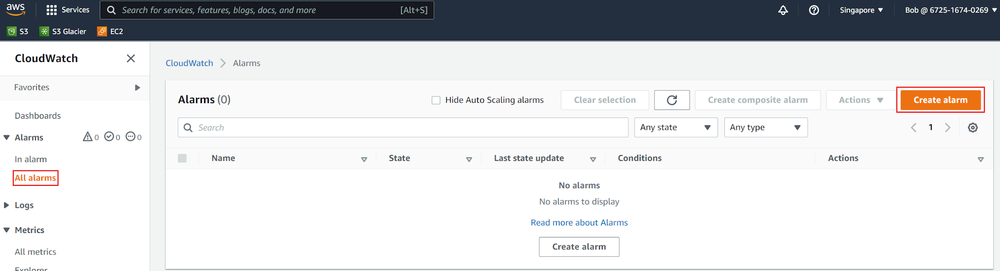 aws Services Search for services, features, blogs, docs, and more [Alt+S] Singapore Bob @ 6725-1674-0269
S3 S3 Glacier EC2
CloudWatch
Favorites
Dashboards
Alarms 0 0 0
In alarm
All alarms
Logs
Metrics
All metrics
Explorer
CloudWatch Alarms
Alarms (0) Hide Auto Scaling alarms Clear selection Create composite alarm Actions Create alarm
Search Any state Any type 1
Name State Last state update Conditions Actions
No alarms
No alarms to display
Read more about Alarms
Create alarm